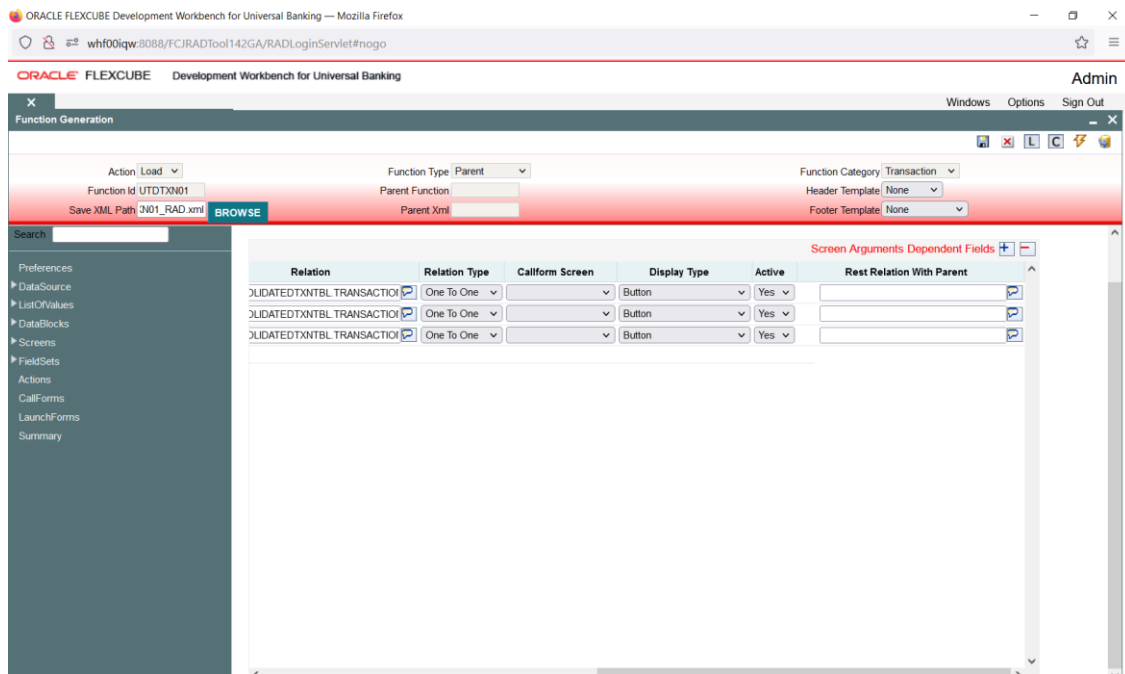 ORACLE FLEXCUBE Development Workbench for Universal Banking — Mozilla Firefox
whf00iqw:8088/FCJRADTool142GA/RADLoginServlet#nogo
ORACLE FLEXCUBE Development Workbench for Universal Banking
Admin
Windows Options Sign Out
Function Generation
L C
Action Load Function Type Parent Function Category Transaction
Function Id UTDTXN01 Parent Function Header Template None
Save XML Path N01_RAD.xml BROWSE Parent Xml Footer Template None
Search
Screen Arguments Dependent Fields
Preferences
DataSource
ListOfValues
DataBlocks
Screens
FieldSets
Actions
CallForms
LaunchForms
Summary
Relation Relation Type Callform Screen Display Type Active Rest Relation With Parent
OLIDATEDTXNTBL.TRANSACTION One To One Button Yes
OLIDATEDTXNTBL.TRANSACTION One To One Button Yes
OLIDATEDTXNTBL.TRANSACTION One To One Button Yes